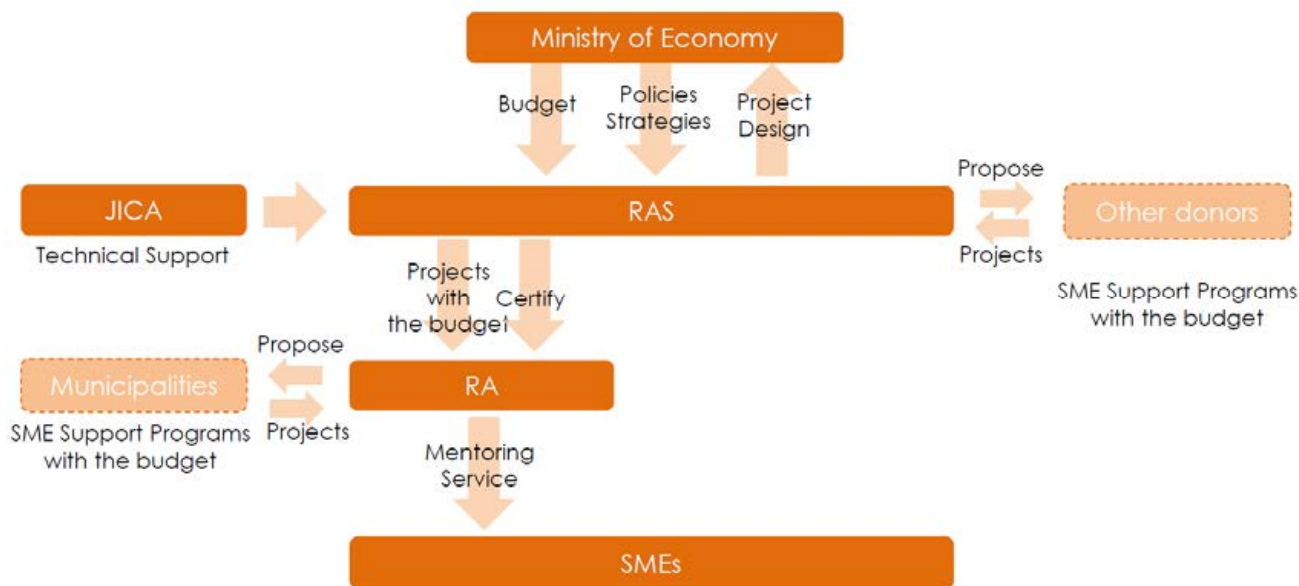 Ministry of Economy
Budget
Policies
Strategies
Project
Design
JICA
Technical Support
RAS
Propose
Projects
Other donors
SME Support Programs
with the budget
Projects
with
the budget
Certify
Municipalities
SME Support Programs
with the budget
Propose
Projects
RA
Mentoring
Service
SMEs